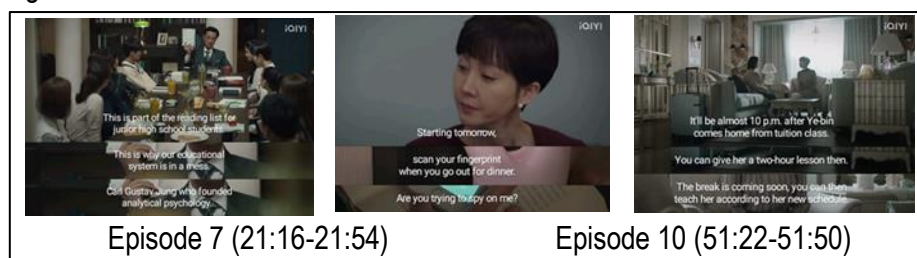 iQIYI
This is part of the reading list for
junior high school students.
This is why our educational
system is in a mess.
Carl Gustav Jung who founded
analytical psychology...
Starting tomorrow,
scan your fingerprint
when you go out for dinner.
Are you trying to spy on me?
iQIYI
It'll be almost 10 p.m. after Ye-bin
comes home from tuition class.
You can give her a two-hour lesson then.
The break is coming soon, you can then
teach her according to her new schedule.
iQIYI
Episode 7 (21:16-21:54)
Episode 10 (51:22-51:50)